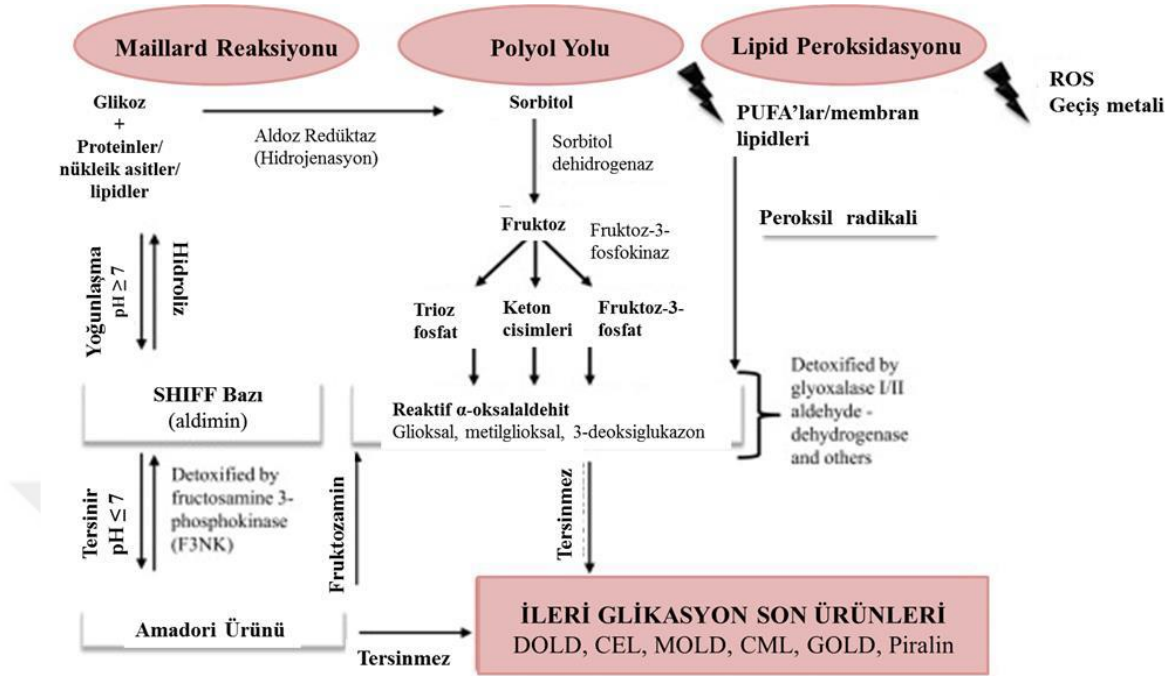 Maillard Reaksiyonu
Polyol Yolu
Lipid Peroksidasyonu
ROS
Geçiş metali
Glikoz
+
Proteinler/
nükleik asitler/
lipidler
Aldoz Redüktaz
(Hidrojenasyon)
Sorbitol
Sorbitol
dehidrogenaz
PUFA’lar/membran
lipidleri
Fruktoz
Fruktoz-3-
fosfokinaz
Peroksil radikali
Yoğunlaşma
pH ≥ 7
Hidroliz
Trioz
fosfat
Keton
cisimleri
Fruktoz-3-
fosfat
SHIFF Bazı
(aldimin)
Reaktif α-oksalaldehit
Glioksal, metilglioksal, 3-deoksiglukazon
Detoxified by
glyoxalase I/II
aldehyde -
dehydrogenase
and others
Tersinir
pH ≤ 7
Detoxified by
fructosamine 3-
phosphokinase
(F3NK)
Fruktozamin
Tersinmez
Amadori Ürünü
Tersinmez
İLERİ GLİKASYON SON ÜRÜNLERİ
DOLD, CEL, MOLD, CML, GOLD, Piralin